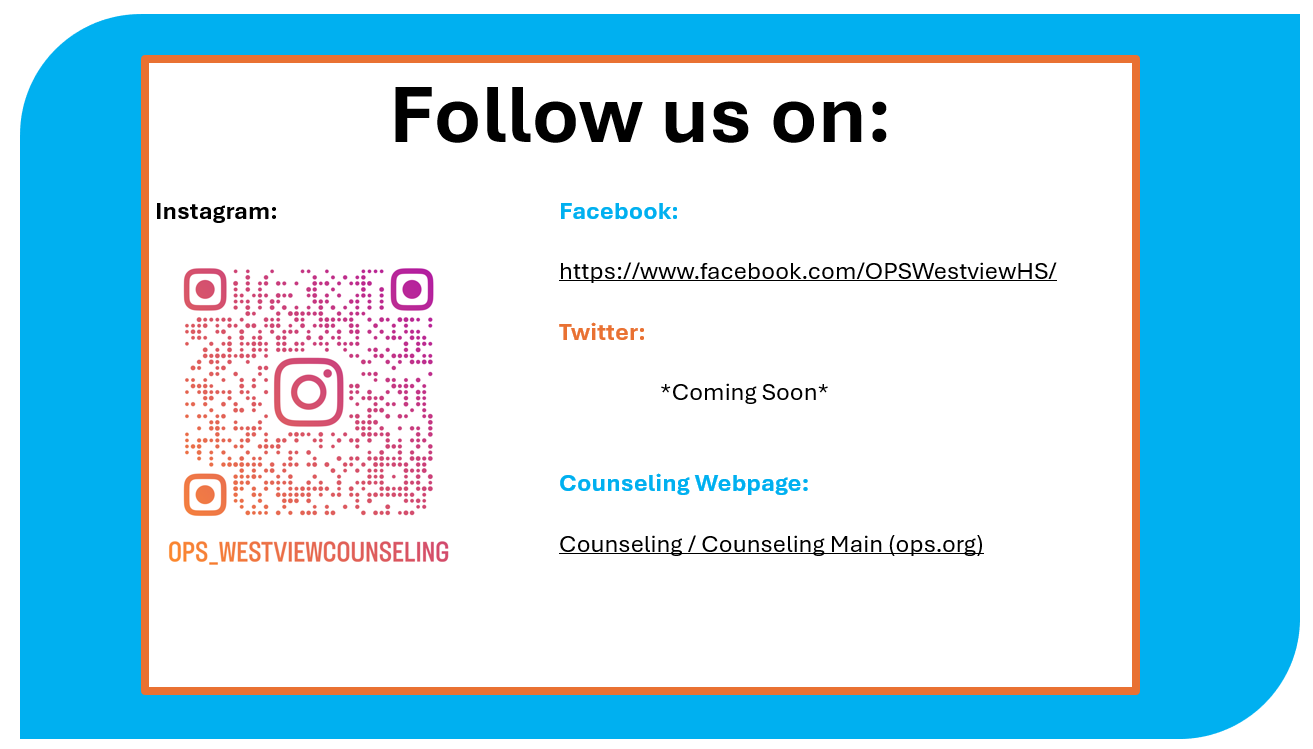 Follow us on:
Instagram:
OPS_WESTVIEWCOUNSELING
Facebook:
https://www.facebook.com/OPSWestviewHS/
Twitter:
*Coming Soon*
Counseling Webpage:
Counseling / Counseling Main (ops.org)